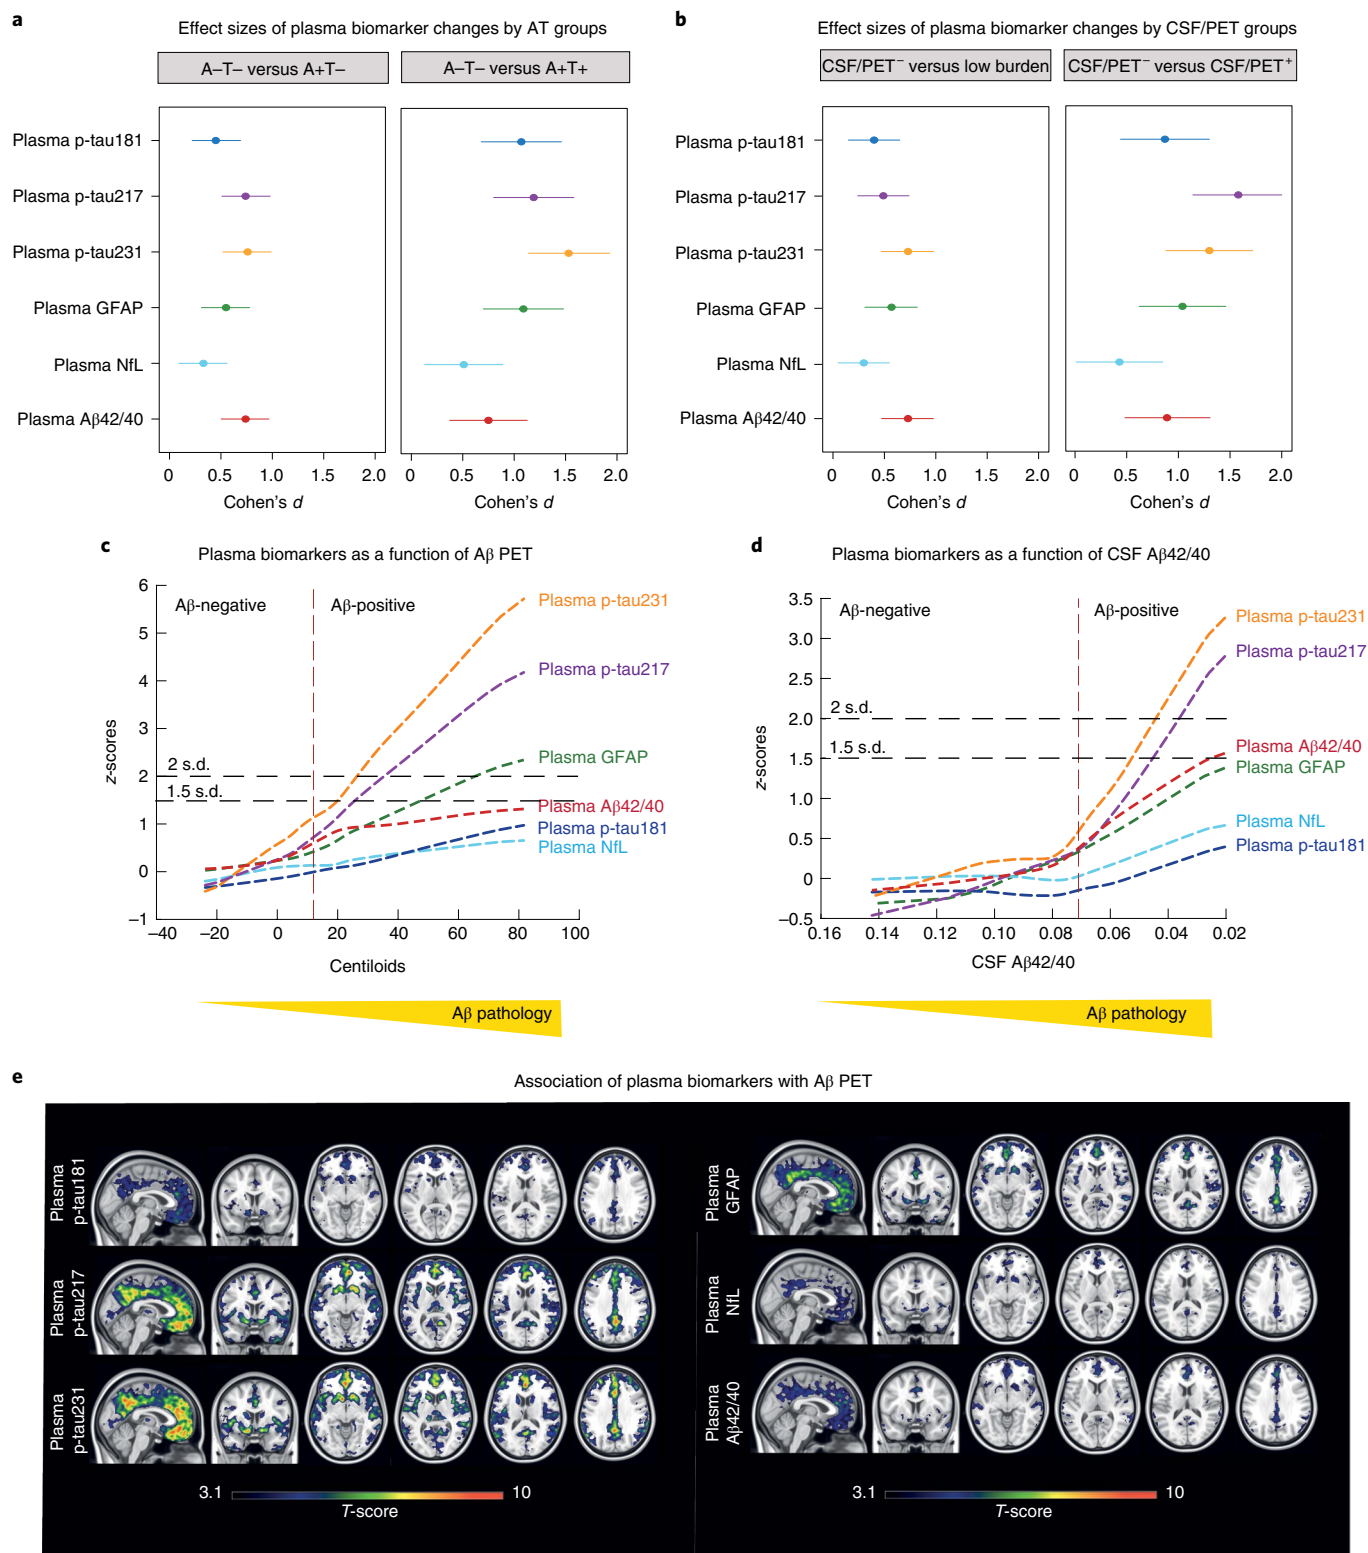 a
Effect sizes of plasma biomarker changes by AT groups
A–T– versus A+T–
A–T– versus A+T+
Plasma p-tau181
Plasma p-tau217
Plasma p-tau231
Plasma GFAP
Plasma NfL
Plasma Aβ42/40
0 0.5 1.0 1.5 2.0
Cohen's d
0 0.5 1.0 1.5 2.0
Cohen's d
b
Effect sizes of plasma biomarker changes by CSF/PET groups
CSF/PET⁻ versus low burden
CSF/PET⁻ versus CSF/PET⁺
Plasma p-tau181
Plasma p-tau217
Plasma p-tau231
Plasma GFAP
Plasma NfL
Plasma Aβ42/40
0 0.5 1.0 1.5 2.0
Cohen's d
0 0.5 1.0 1.5 2.0
Cohen's d
c
Plasma biomarkers as a function of Aβ PET
z-scores
6
5
4
3
2
1
0
–1
Aβ-negative
Aβ-positive
2 s.d.
1.5 s.d.
Plasma p-tau231
Plasma p-tau217
Plasma GFAP
Plasma Aβ42/40
Plasma p-tau181
Plasma NfL
–40 –20 0 20 40 60 80 100
Centiloids
Aβ pathology
d
Plasma biomarkers as a function of CSF Aβ42/40
z-scores
3.5
3.0
2.5
2.0
1.5
1.0
0.5
0
–0.5
Aβ-negative
Aβ-positive
2 s.d.
1.5 s.d.
Plasma p-tau231
Plasma p-tau217
Plasma Aβ42/40
Plasma GFAP
Plasma NfL
Plasma p-tau181
0.16 0.14 0.12 0.10 0.08 0.06 0.04 0.02
CSF Aβ42/40
Aβ pathology
e
Association of plasma biomarkers with Aβ PET
Plasma
p-tau181
Plasma
p-tau217
Plasma
p-tau231
3.1
10
T-score
Plasma
GFAP
Plasma
NfL
Plasma
Aβ42/40
3.1
10
T-score